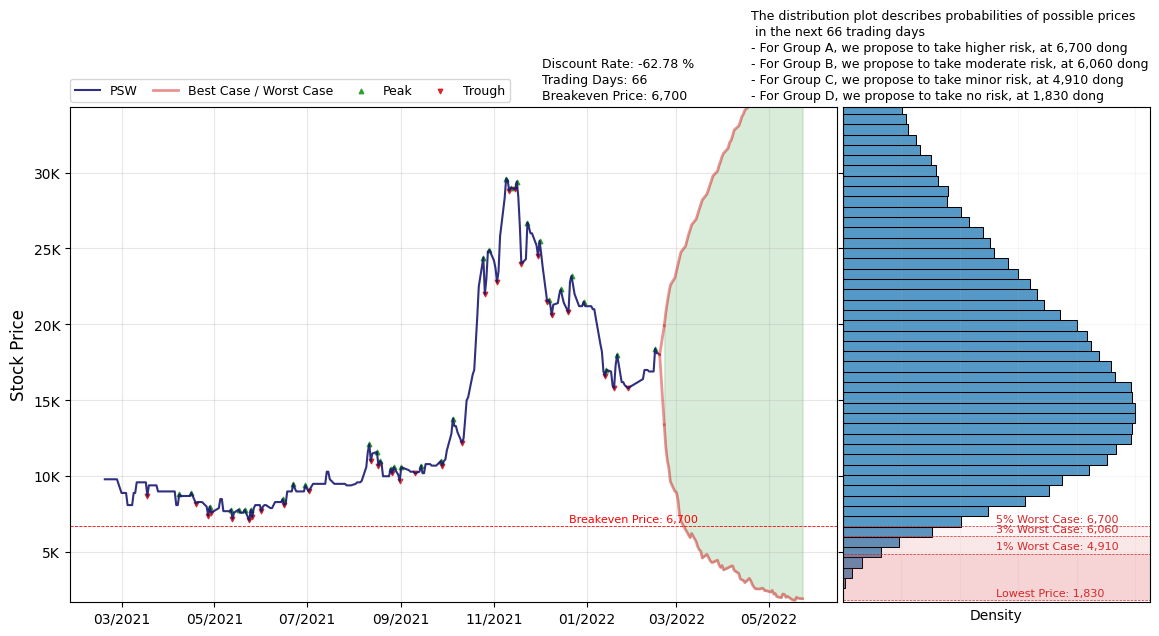 The distribution plot describes probabilities of possible prices
in the next 66 trading days
- For Group A, we propose to take higher risk, at 6,700 dong
- For Group B, we propose to take moderate risk, at 6,060 dong
- For Group C, we propose to take minor risk, at 4,910 dong
- For Group D, we propose to take no risk, at 1,830 dong
Discount Rate: -62.78 %
Trading Days: 66
Breakeven Price: 6,700
PSW
Best Case / Worst Case
Peak
Trough
Stock Price
30K
25K
20K
15K
10K
5K
Breakeven Price: 6,700
5% Worst Case: 6,700
3% Worst Case: 6,060
1% Worst Case: 4,910
Lowest Price: 1,830
03/2021
05/2021
07/2021
09/2021
11/2021
01/2022
03/2022
05/2022
Density